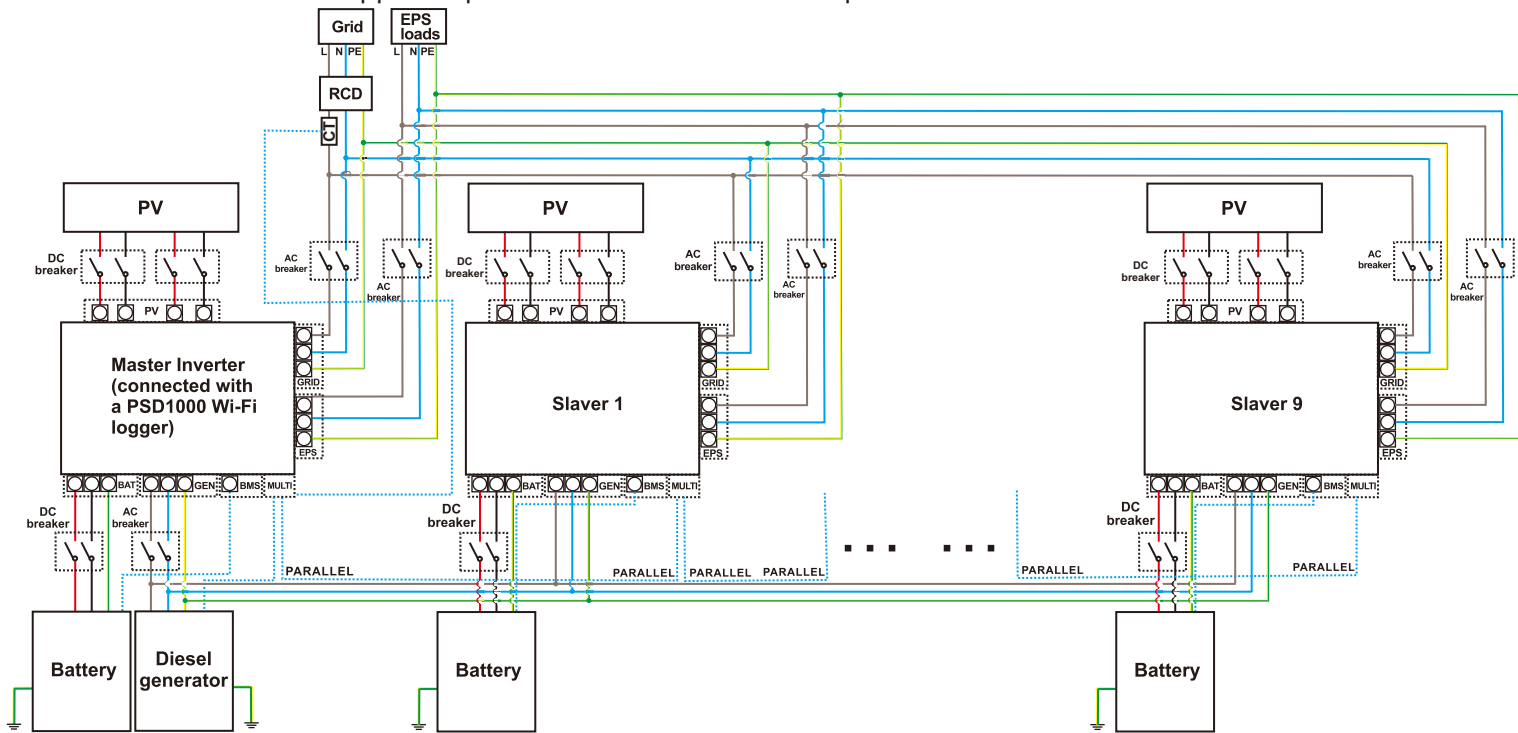 Grid
EPS
loads
L N PE
L N PE
RCD
CT
PV
PV
PV
DC
breaker
AC
breaker
AC
breaker
DC
breaker
AC
breaker
AC
breaker
DC
breaker
AC
breaker
AC
breaker
PV
PV
PV
Master Inverter
(connected with
a PSD1000 Wi-Fi
logger)
GRID
EPS
Slaver 1
GRID
EPS
Slaver 9
GRID
EPS
BAT GEN BMS MULTI
BAT GEN BMS MULTI
BAT GEN BMS MULTI
DC
breaker
AC
breaker
DC
breaker
DC
breaker
PARALLEL
PARALLEL
PARALLEL
PARALLEL
PARALLEL
PARALLEL
Battery
Diesel
generator
Battery
Battery